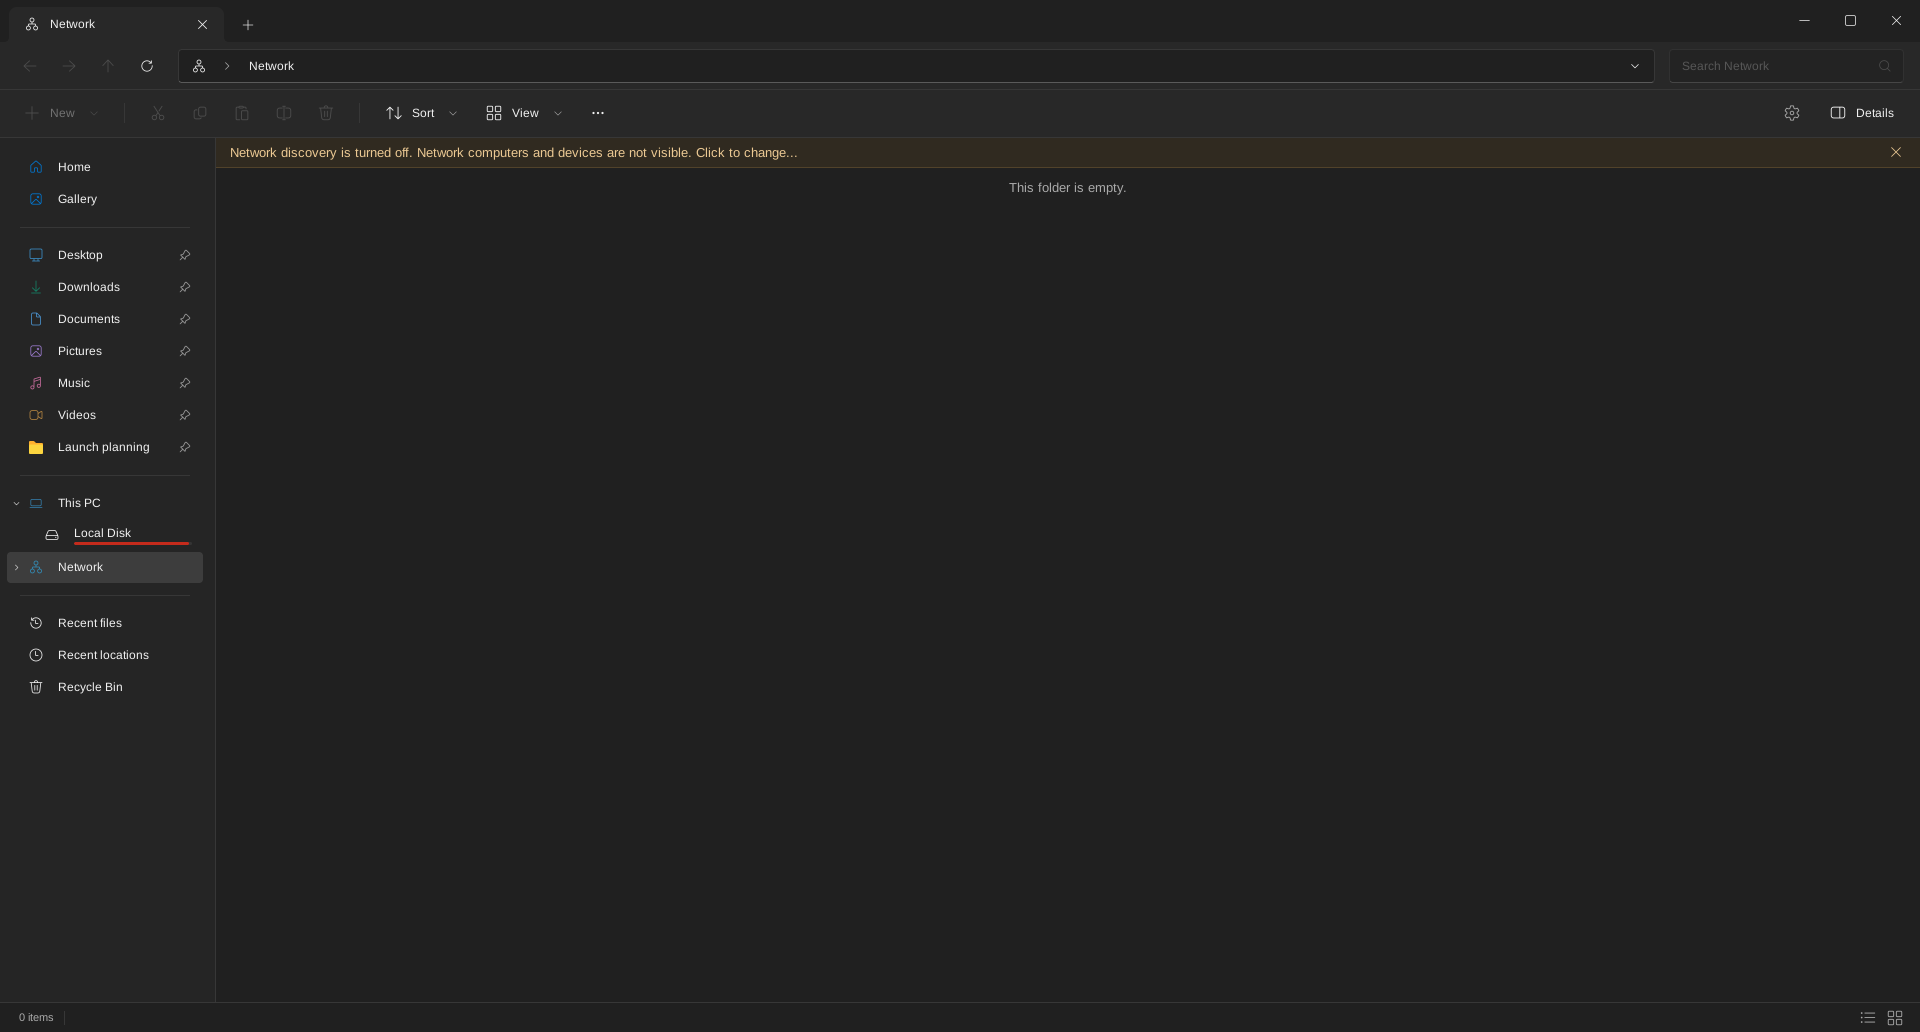 Network
Network
Search Network
New
Sort
View
Details
Network discovery is turned off. Network computers and devices are not visible. Click to change...
This folder is empty.
Home
Gallery
Desktop
Downloads
Documents
Pictures
Music
Videos
Launch planning
This PC
Local Disk
Network
Recent files
Recent locations
Recycle Bin
0 items